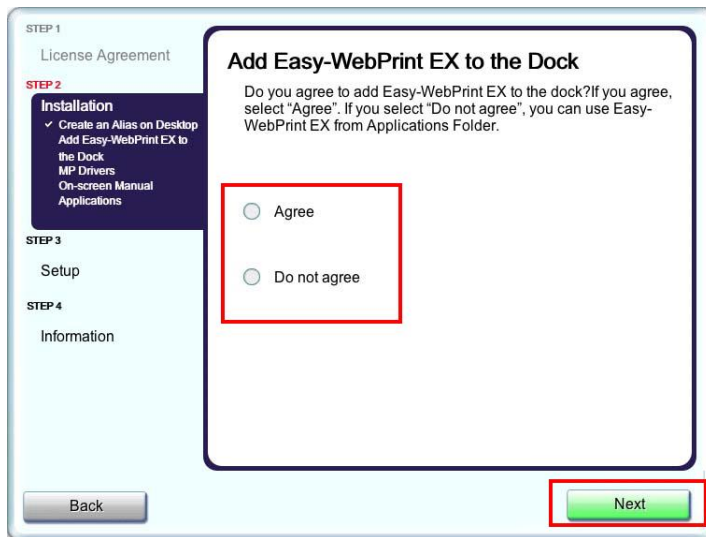 STEP 1
License Agreement
STEP 2
Installation
✓ Create an Alias on Desktop
Add Easy-WebPrint EX to
the Dock
MP Drivers
On-screen Manual
Applications
STEP 3
Setup
STEP 4
Information
Add Easy-WebPrint EX to the Dock
Do you agree to add Easy-WebPrint EX to the dock?If you agree,
select “Agree”. If you select “Do not agree”, you can use Easy-
WebPrint EX from Applications Folder.
Agree
Do not agree
Back
Next